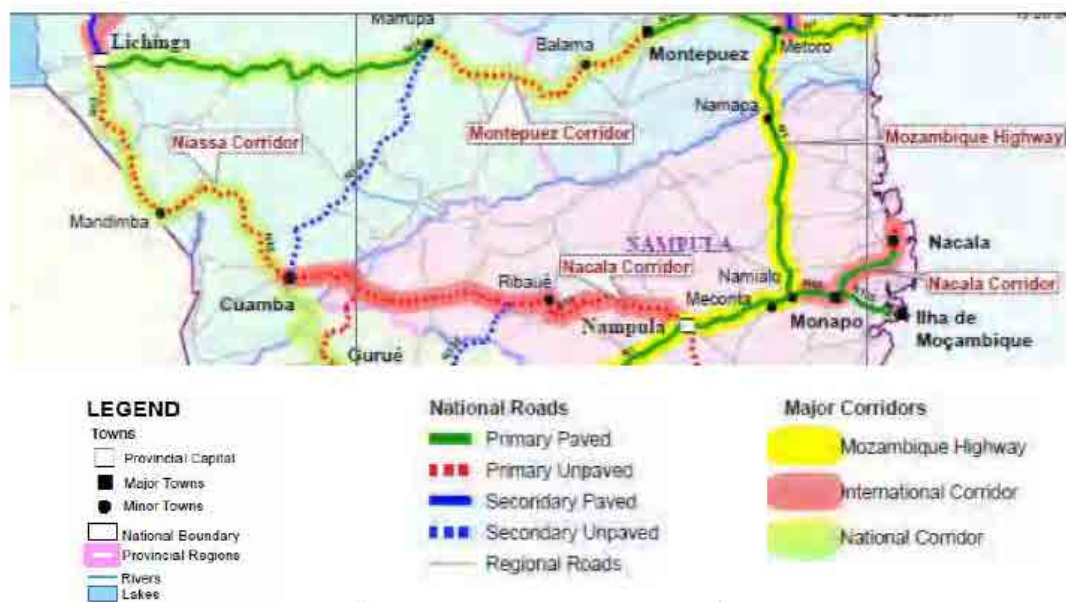 Marrupa
Lichinga
Balama
Montepuez
Metoro
Namapa
Niassa Corridor
Montepuez Corridor
Mozambique Highway
Mandimba
NAMPULA
Nacala
Ribauè
Nacala Corridor
Namialo
Nacala Corridor
Cuamba
Meconta
Nampula
Monapo
Ilha de
Moçambique
Gurué
LEGEND
Towns
Provincial Capital
Major Towns
Minor Towns
National Boundary
Provincial Regions
Rivers
Lakes
National Roads
Primary Paved
Primary Unpaved
Secondary Paved
Secondary Unpaved
Regional Roads
Major Corridors
Mozambique Highway
International Corridor
National Corridor